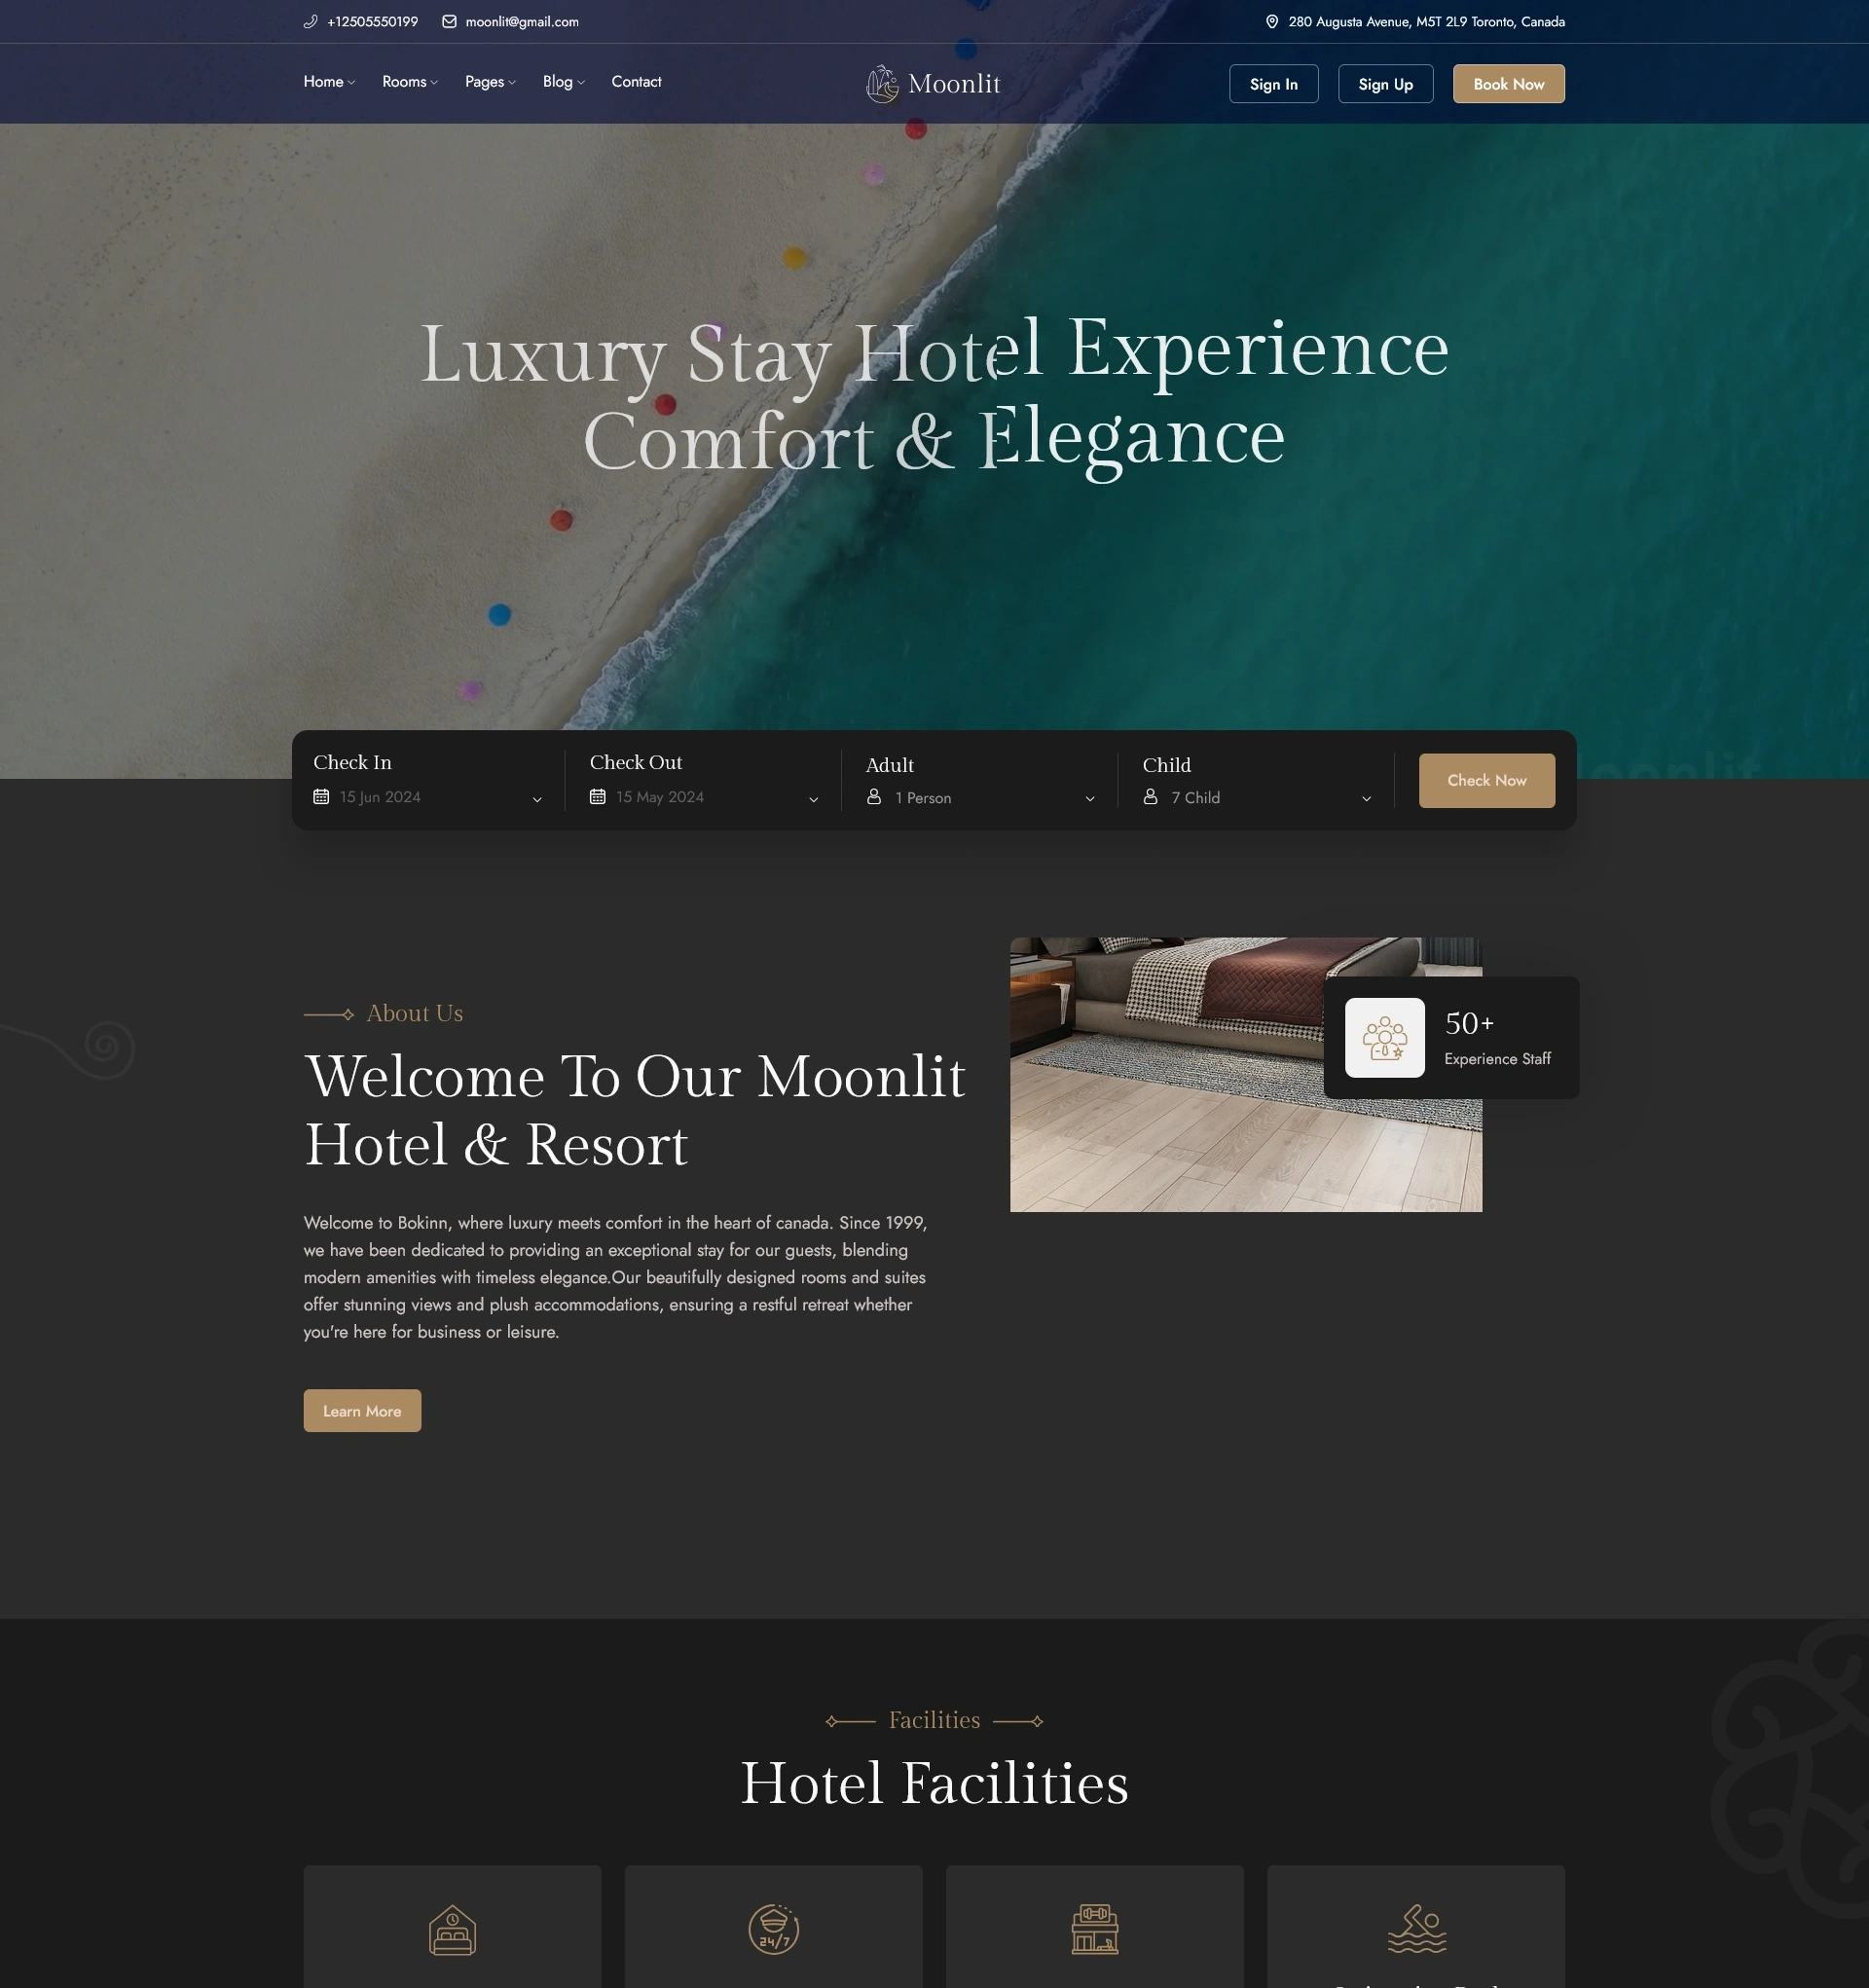 +12505550199
moonlit@gmail.com
280 Augusta Avenue, M5T 2L9 Toronto, Canada
Home
Rooms
Pages
Blog
Contact
Moonlit
Sign In
Sign Up
Book Now
Luxury Stay Hotel Experience
Comfort & Elegance
Check In
15 Jun 2024
Check Out
15 May 2024
Adult
1 Person
Child
7 Child
Check Now
About Us
Welcome To Our Moonlit
Hotel & Resort
Welcome to Bokinn, where luxury meets comfort in the heart of canada. Since 1999,
we have been dedicated to providing an exceptional stay for our guests, blending
modern amenities with timeless elegance.Our beautifully designed rooms and suites
offer stunning views and plush accommodations, ensuring a restful retreat whether
you're here for business or leisure.
Learn More
50+
Experience Staff
Facilities
Hotel Facilities
24/7